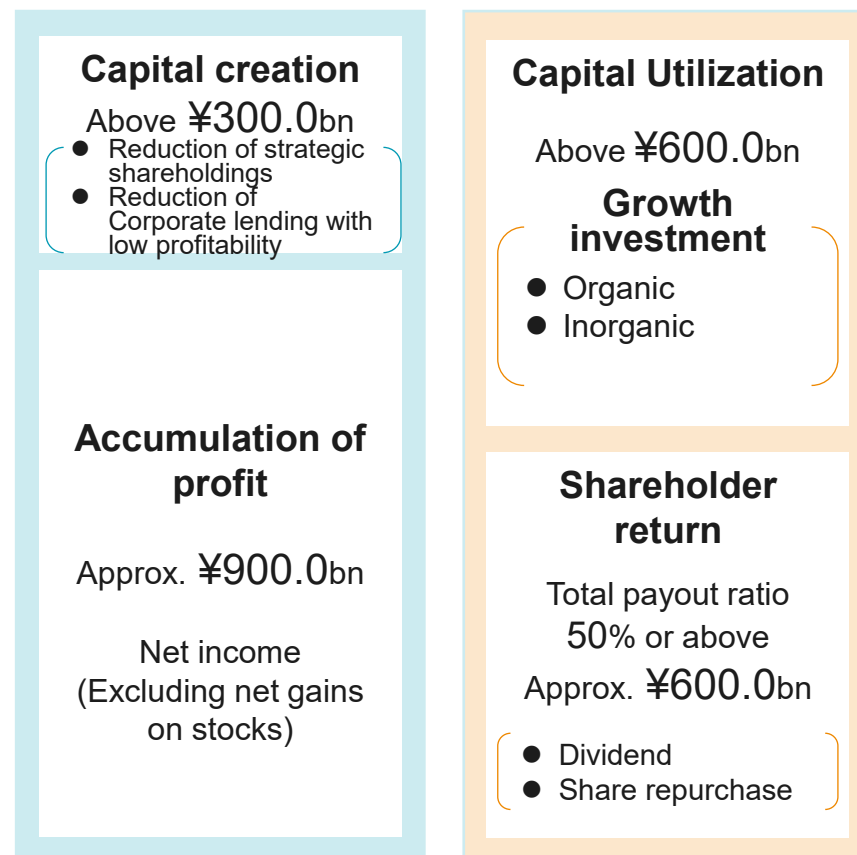 Capital creation
Above ¥300.0bn
● Reduction of strategic
shareholdings
● Reduction of
Corporate lending with
low profitability
Accumulation of
profit
Approx. ¥900.0bn
Net income
(Excluding net gains
on stocks)
Capital Utilization
Above ¥600.0bn
Growth
investment
● Organic
● Inorganic
Shareholder
return
Total payout ratio
50% or above
Approx. ¥600.0bn
● Dividend
● Share repurchase